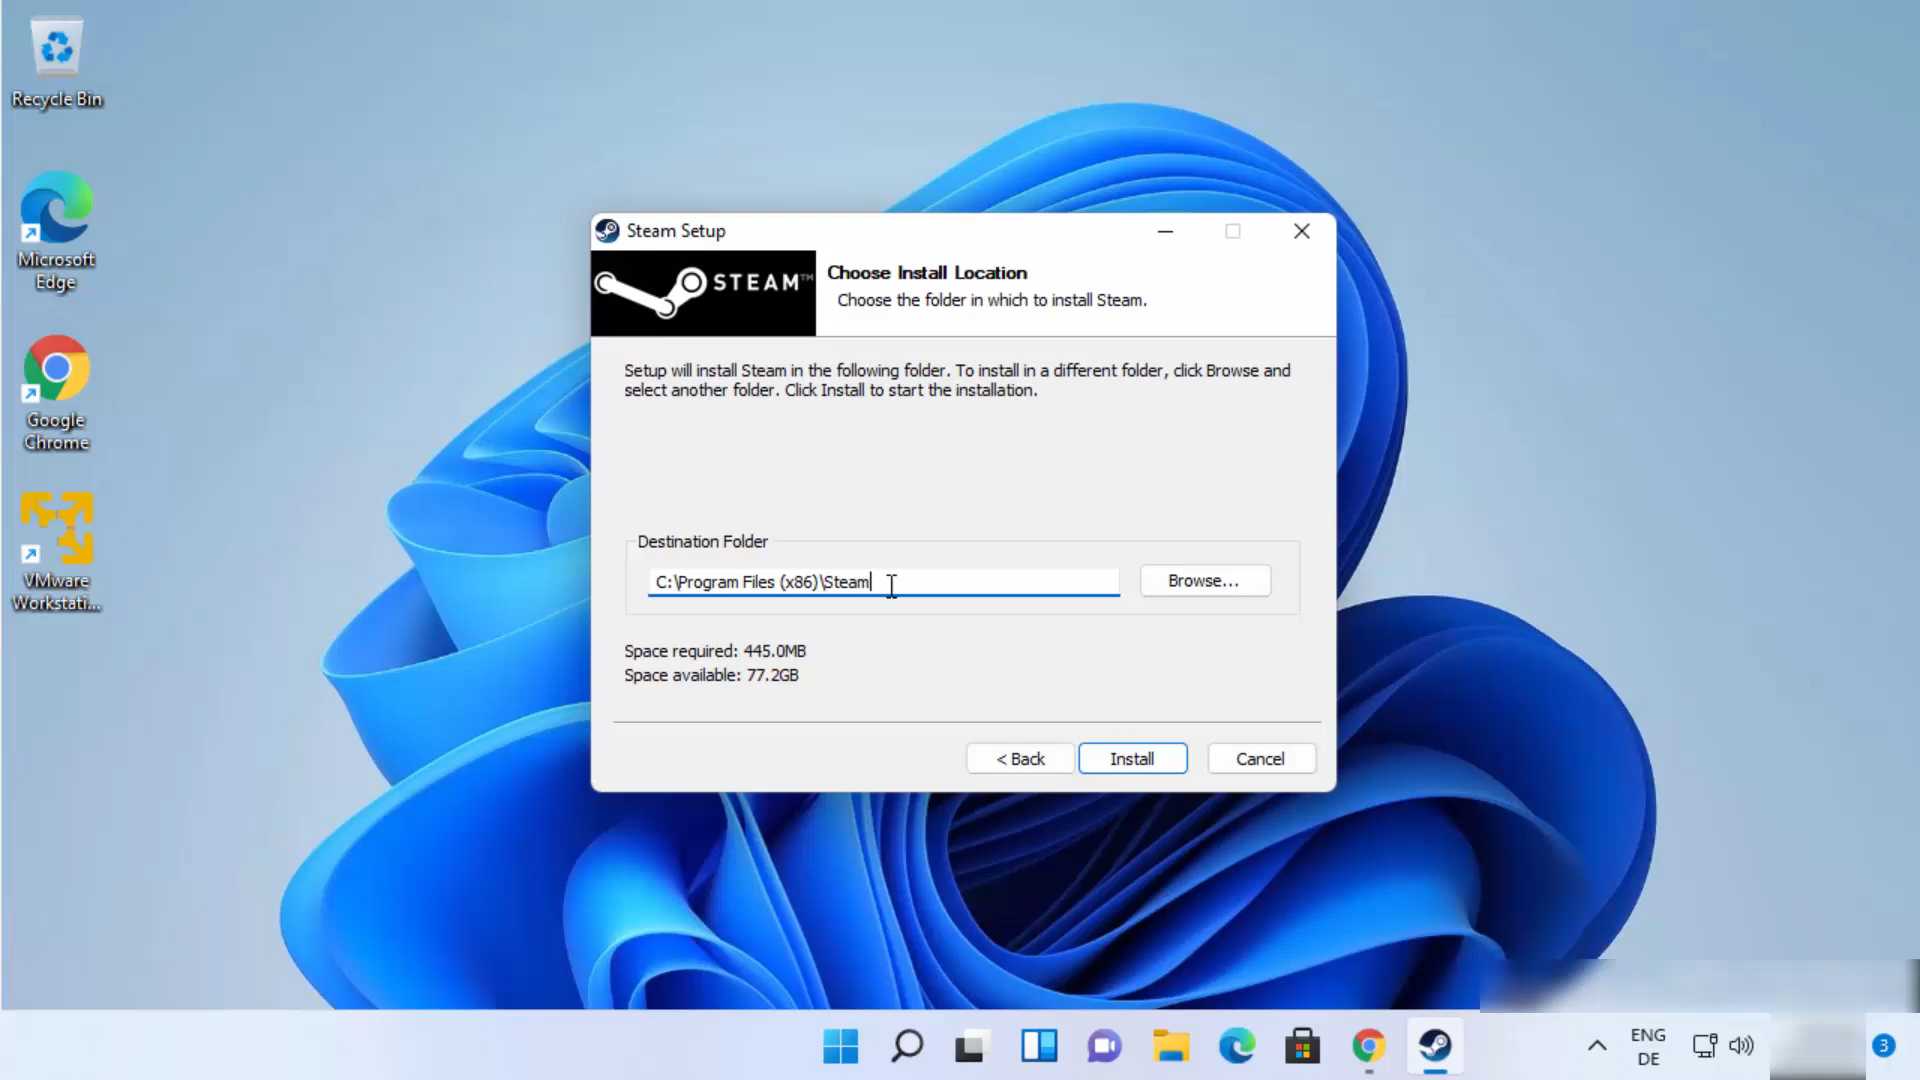 Recycle Bin
Microsoft
Edge
Google
Chrome
VMware
Workstati...
Steam Setup
STEAM™
Choose Install Location
Choose the folder in which to install Steam.
Setup will install Steam in the following folder. To install in a different folder, click Browse and
select another folder. Click Install to start the installation.
Destination Folder
C:\Program Files (x86)\Steam
Browse...
Space required: 445.0MB
Space available: 77.2GB
< Back
Install
Cancel
ENG
DE
3